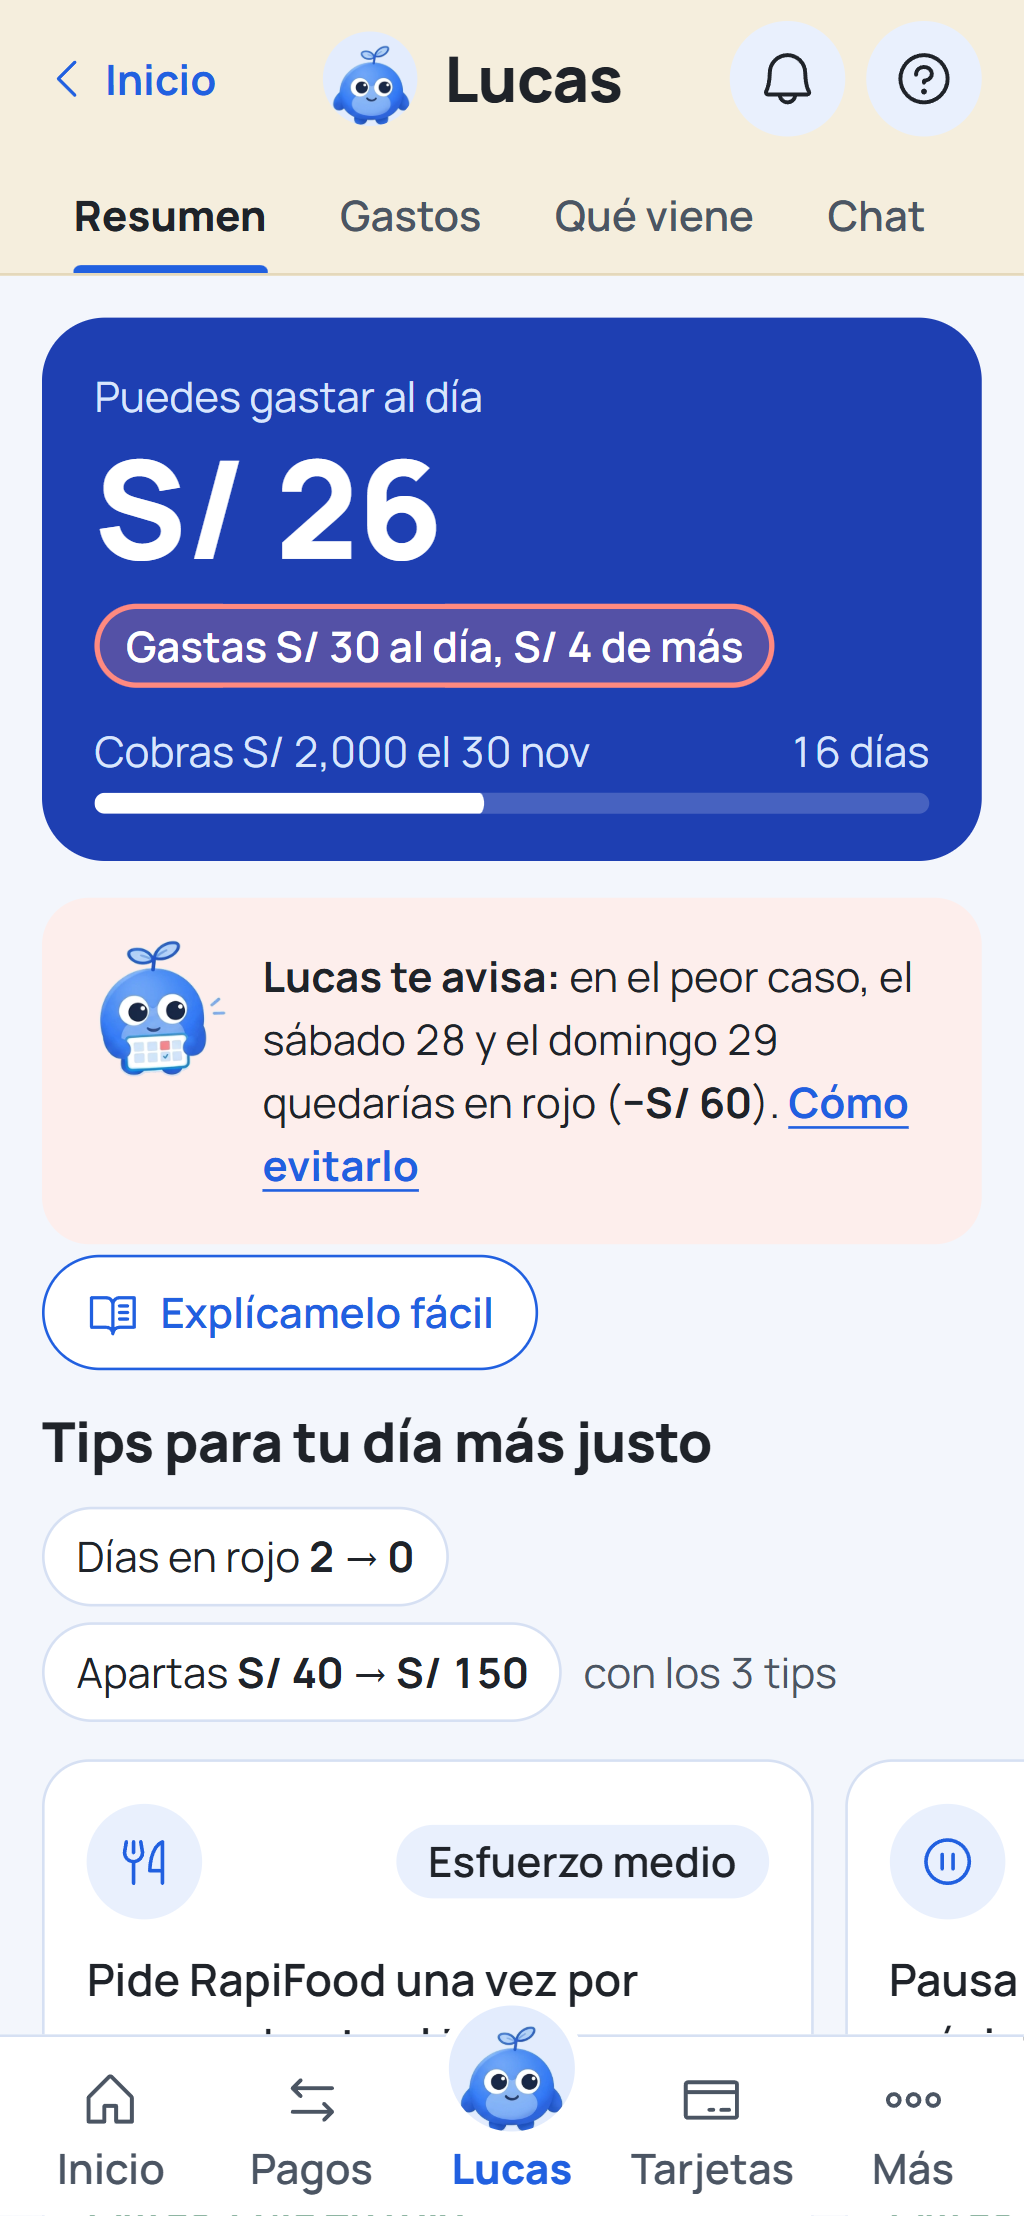 Inicio
Lucas
Resumen
Gastos
Qué viene
Chat
Puedes gastar al día
S/ 26
Gastas S/ 30 al día, S/ 4 de más
Cobras S/ 2,000 el 30 nov
16 días
Lucas te avisa: en el peor caso, el
sábado 28 y el domingo 29
quedarías en rojo (−S/ 60). Cómo
evitarlo
Explícamelo fácil
Tips para tu día más justo
Días en rojo 2 → 0
Apartas S/ 40 → S/ 150
con los 3 tips
Esfuerzo medio
Pide RapiFood una vez por
Pausa
Inicio
Pagos
Lucas
Tarjetas
Más